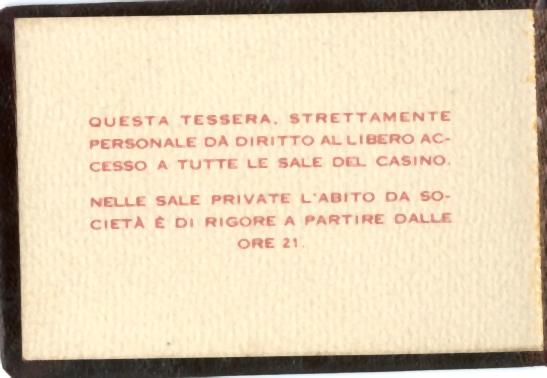 QUESTA TESSERA, STRETTAMENTE
PERSONALE DÀ DIRITTO AL LIBERO AC-
CESSO A TUTTE LE SALE DEL CASINO.
NELLE SALE PRIVATE L'ABITO DA SO-
CIETÀ È DI RIGORE A PARTIRE DALLE
ORE 21.